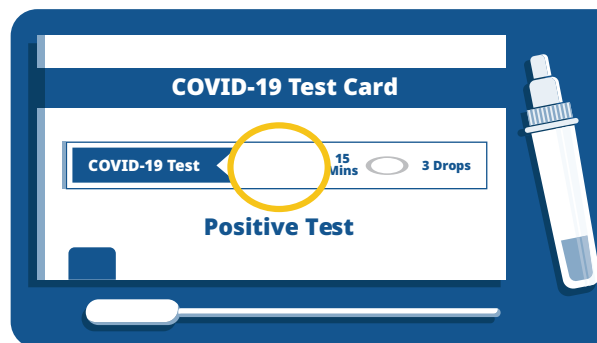 COVID-19 Test Card
COVID-19 Test
15
Mins
3 Drops
Positive Test